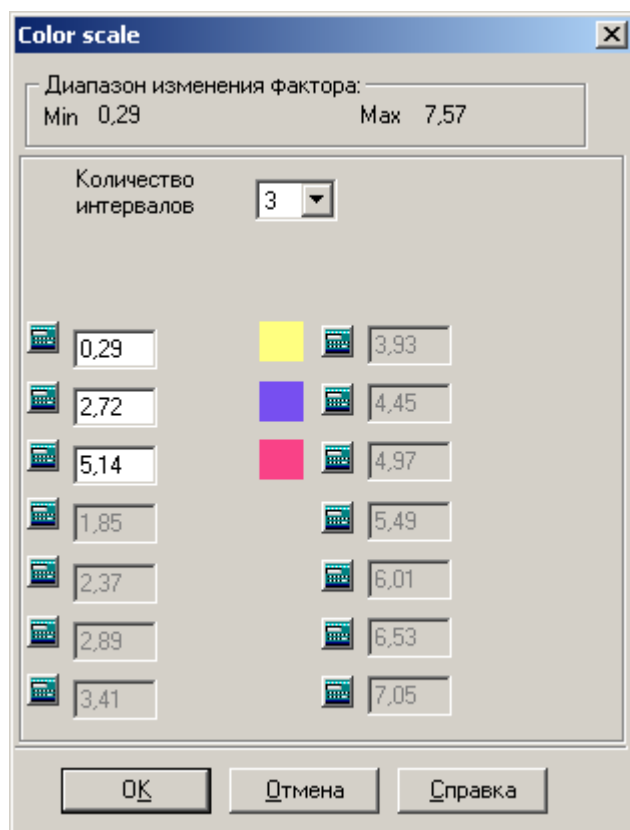 Color scale
Диапазон изменения фактора:
Min 0,29 Max 7,57
Количество
интервалов
3
0,29 3,93
2,72 4,45
5,14 4,97
1,85 5,49
2,37 6,01
2,89 6,53
3,41 7,05
OK Отмена Справка